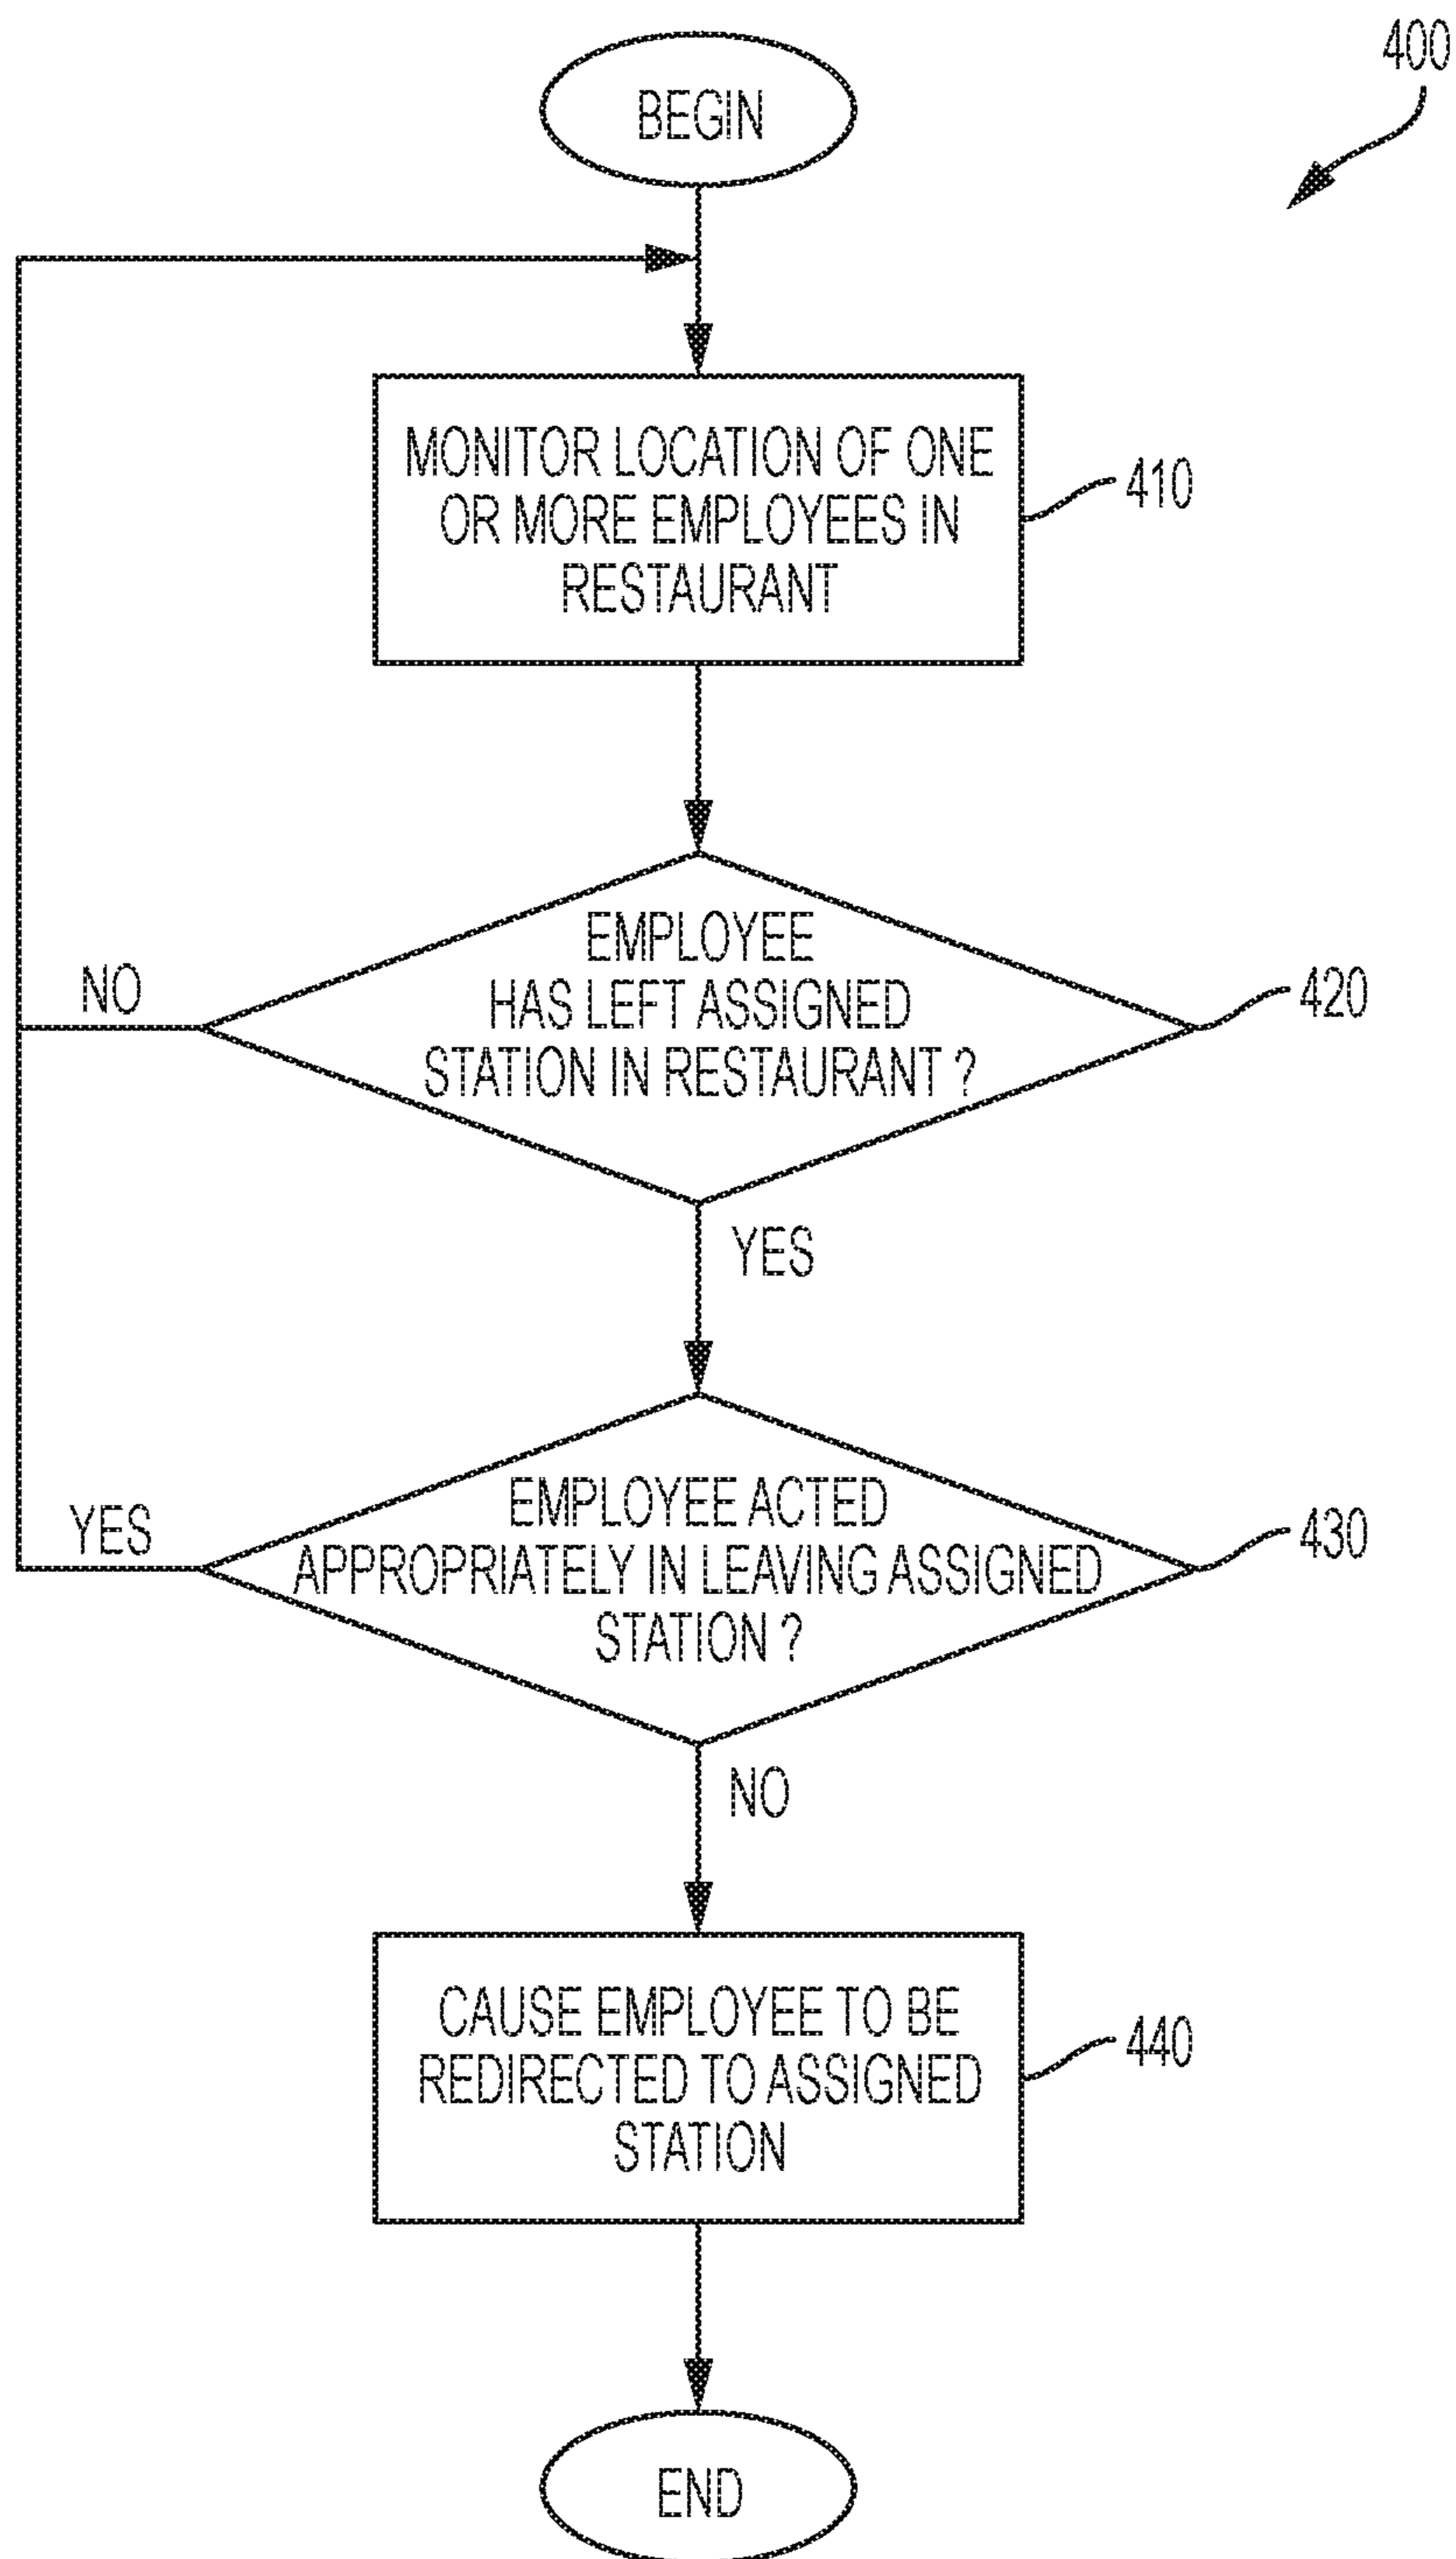 400
BEGIN
MONITOR LOCATION OF ONE
OR MORE EMPLOYEES IN
RESTAURANT
410
EMPLOYEE
HAS LEFT ASSIGNED
STATION IN RESTAURANT ?
420
NO
YES
EMPLOYEE ACTED
APPROPRIATELY IN LEAVING ASSIGNED
STATION ?
430
YES
NO
CAUSE EMPLOYEE TO BE
REDIRECTED TO ASSIGNED
STATION
440
END